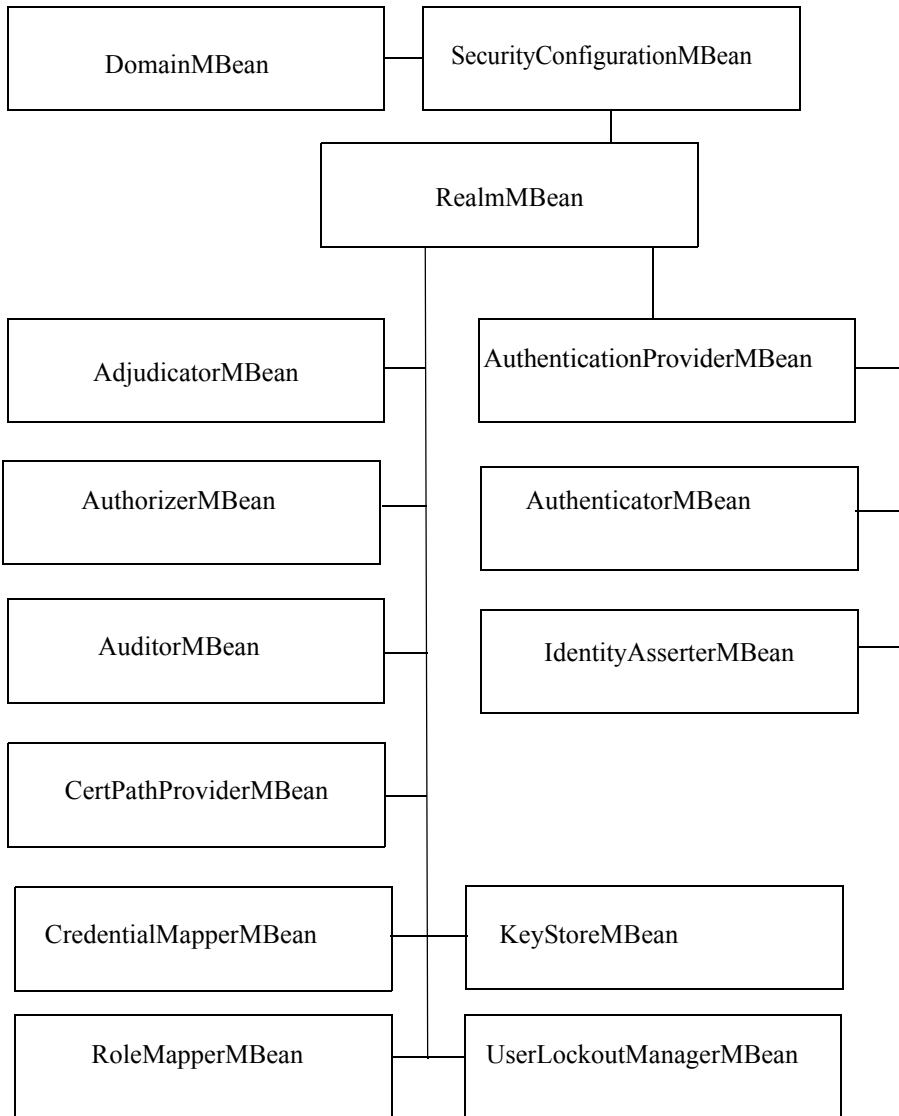 DomainMBean
SecurityConfigurationMBean
RealmMBean
AdjudicatorMBean
AuthenticationProviderMBean
AuthorizerMBean
AuthenticatorMBean
AuditorMBean
IdentityAsserterMBean
CertPathProviderMBean
CredentialMapperMBean
KeyStoreMBean
RoleMapperMBean
UserLockoutManagerMBean